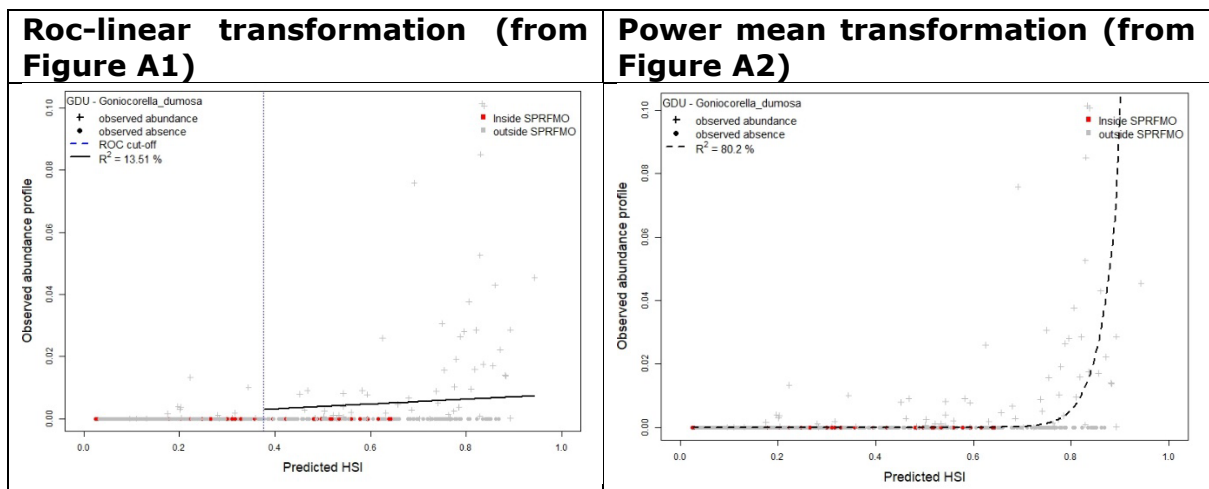 Roc-linear transformation (from
Figure A1)
Power mean transformation (from
Figure A2)
GDU - Goniocorella_dumosa
observed abundance
observed absence
ROC cut-off
R² = 13.51 %
Inside SPRFMO
outside SPRFMO
Observed abundance profile
0.10
0.08
0.06
0.04
0.02
0.00
0.0 0.2 0.4 0.6 0.8 1.0
Predicted HSI
GDU - Goniocorella_dumosa
observed abundance
observed absence
R² = 80.2 %
Inside SPRFMO
outside SPRFMO
Observed abundance profile
0.10
0.08
0.06
0.04
0.02
0.00
0.0 0.2 0.4 0.6 0.8 1.0
Predicted HSI